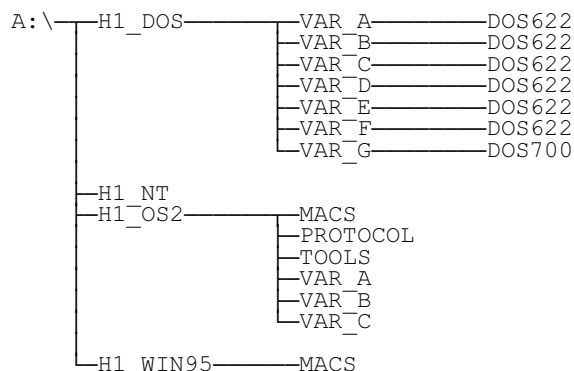 A:\ H1_DOS VAR_A DOS622
VAR_B DOS622
VAR_C DOS622
VAR_D DOS622
VAR_E DOS622
VAR_F DOS622
VAR_G DOS700
H1_NT
H1_OS2 MACS
PROTOCOL
TOOLS
VAR_A
VAR_B
VAR_C
H1_WIN95 MACS